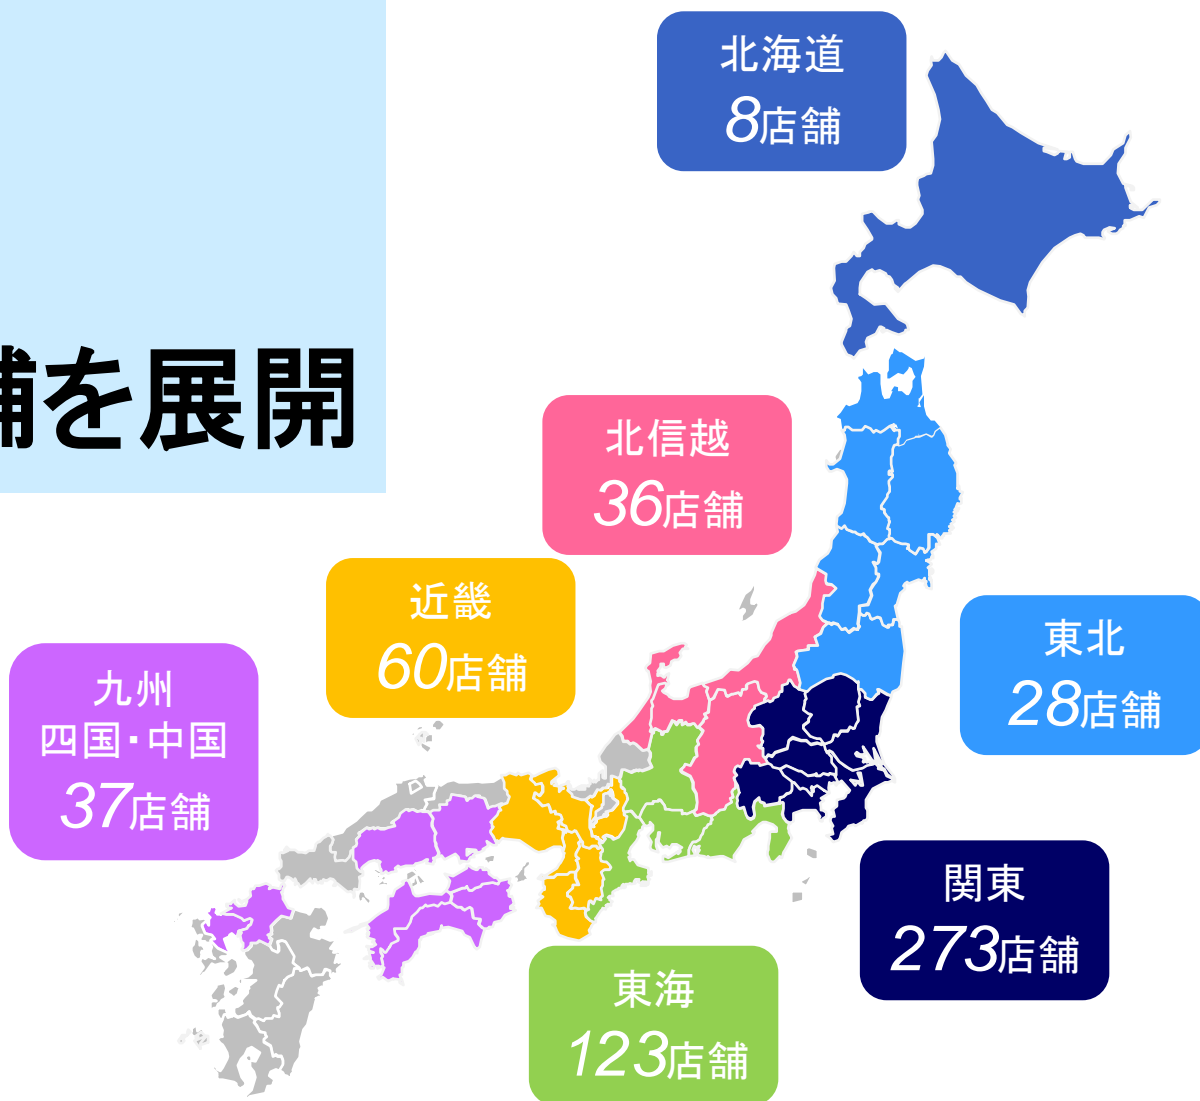 北海道
8店舗
舗を展開
北信越
36店舗
近畿
60店舗
東北
28店舗
九州
四国・中国
37店舗
関東
273店舗
東海
123店舗